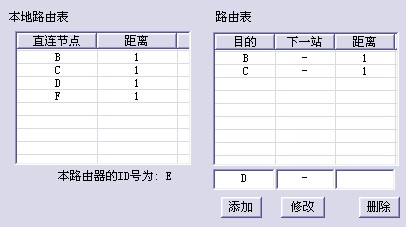 本地路由表
直连节点 距离
B 1
C 1
D 1
F 1
本路由器的ID号为: E
路由表
目的 下一站 距离
B - 1
C - 1
D -
添加 修改 删除